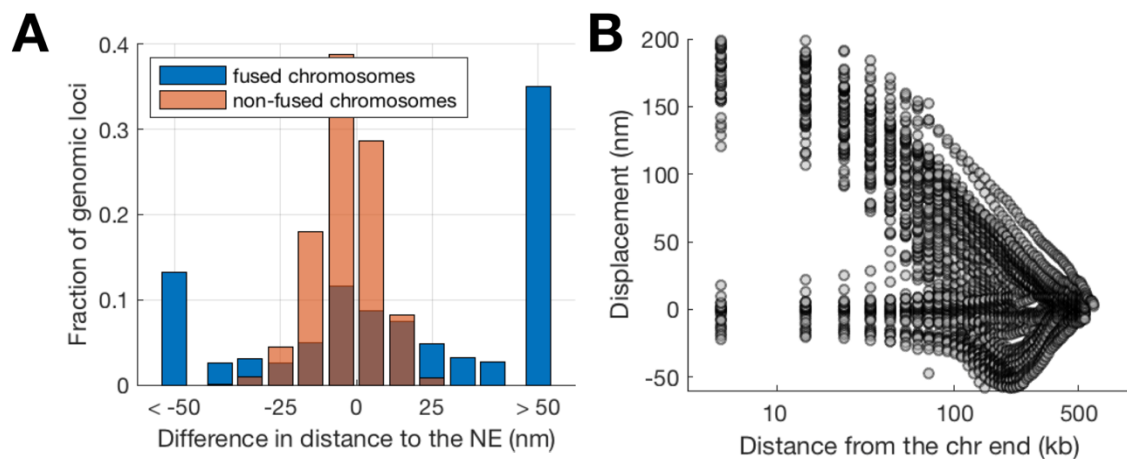 A
Fraction of genomic loci
0.4
0.3
0.2
0.1
0
fused chromosomes
non-fused chromosomes
< -50
-25
0
25
> 50
Difference in distance to the NE (nm)
B
Displacement (nm)
200
150
100
50
0
-50
10
100
500
Distance from the chr end (kb)